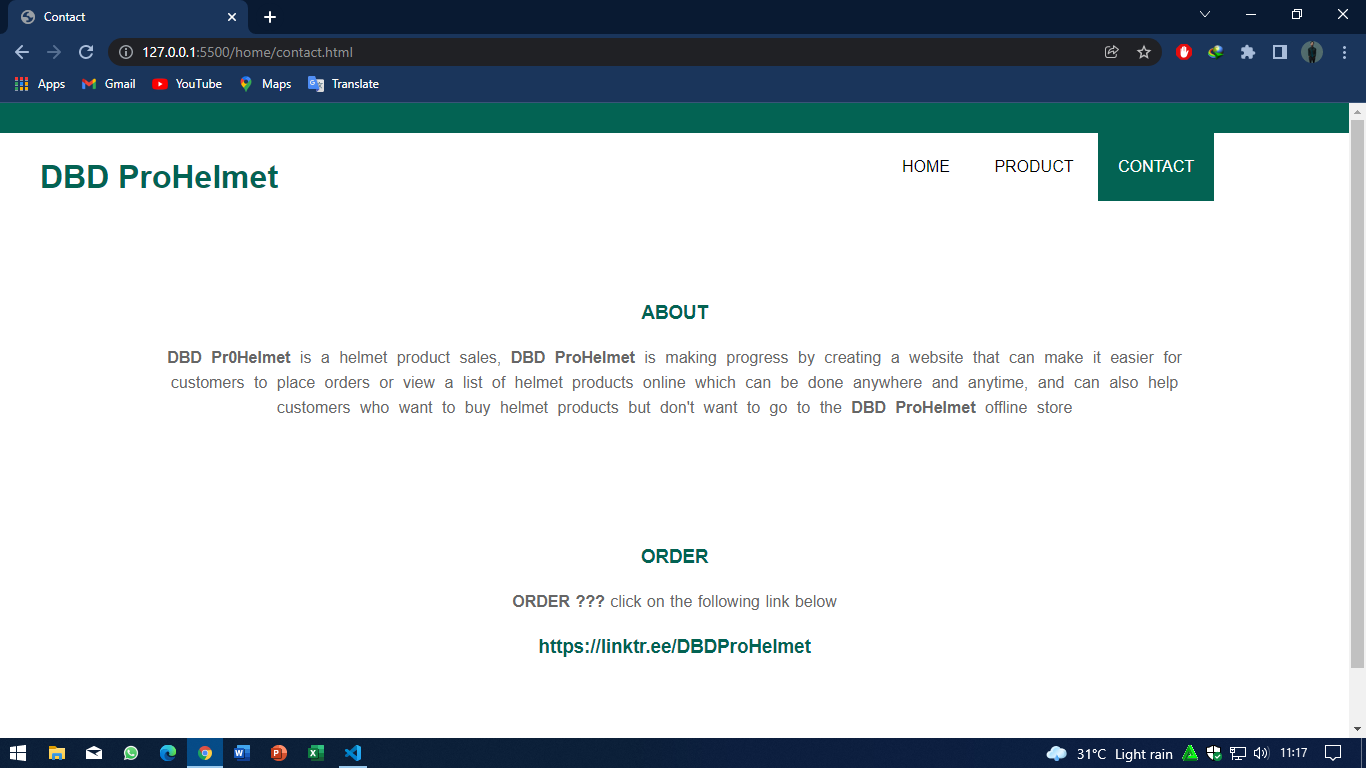 Contact
127.0.0.1:5500/home/contact.html
Apps Gmail YouTube Maps Translate
DBD ProHelmet
HOME PRODUCT CONTACT
ABOUT
DBD Pr0Helmet is a helmet product sales, DBD ProHelmet is making progress by creating a website that can make it easier for
customers to place orders or view a list of helmet products online which can be done anywhere and anytime, and can also help
customers who want to buy helmet products but don't want to go to the DBD ProHelmet offline store
ORDER
ORDER ??? click on the following link below
https://linktr.ee/DBDProHelmet
31°C Light rain 11:17